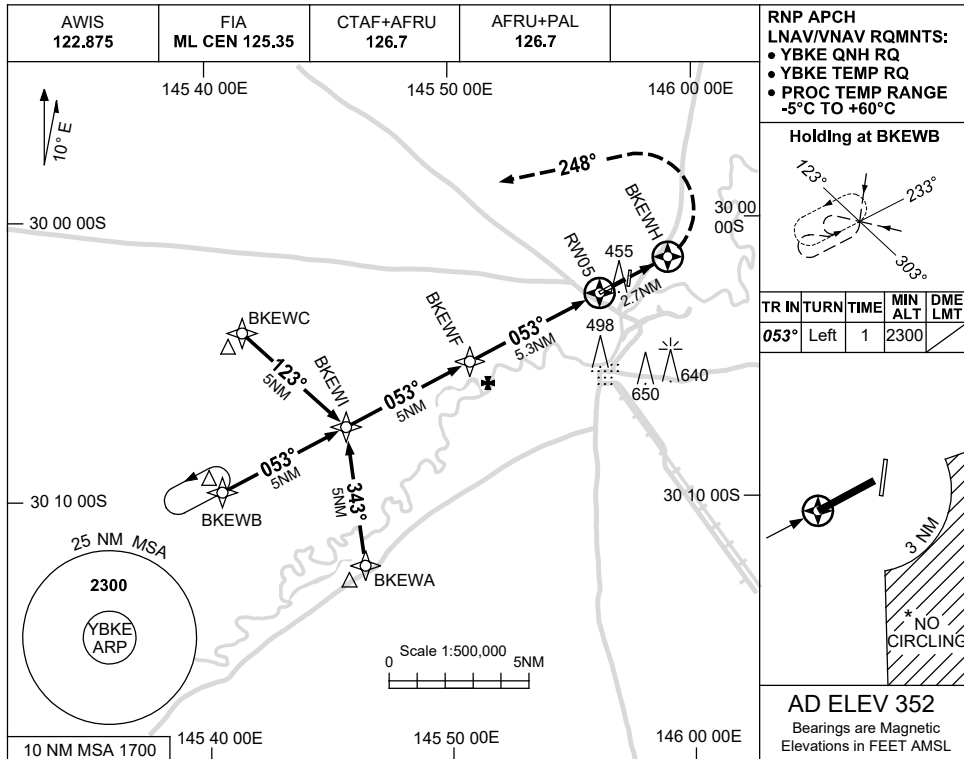 AWIS
122.875
FIA
ML CEN 125.35
CTAF+AFRU
126.7
AFRU+PAL
126.7
RNP APCH
LNAV/VNAV RQMNTS:
• YBKE QNH RQ
• YBKE TEMP RQ
• PROC TEMP RANGE
-5°C TO +60°C
145 40 00E
145 50 00E
146 00 00E
10° E
Holding at BKEWB
123°
233°
303°
TR IN
TURN
TIME
MIN
ALT
DME
LMT
053°
Left
1
2300
248°
BKEWH
30 00 00S
30 00
00S
RW05
455
2.7NM
BKEWC
BKEWF
053°
5.3NM
498
123°
5NM
BKEWI
053°
5NM
640
650
053°
5NM
343°
5NM
30 10 00S
30 10 00S
BKEWB
BKEWA
25 NM MSA
2300
YBKE
ARP
Scale 1:500,000
0
5NM
3 NM
*NO
CIRCLING
AD ELEV 352
Bearings are Magnetic
Elevations in FEET AMSL
10 NM MSA 1700
145 40 00E
145 50 00E
146 00 00E